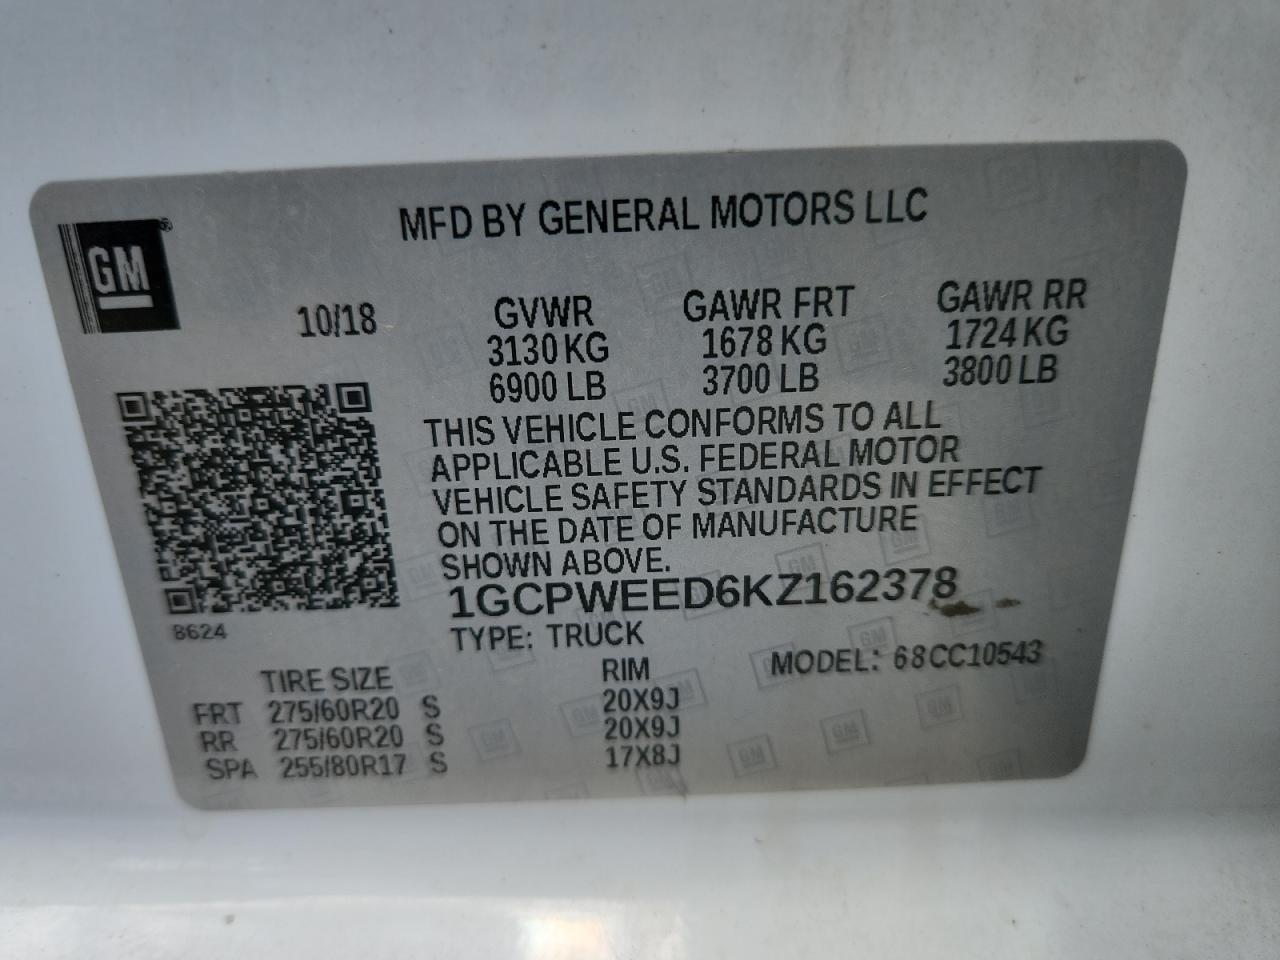 GM
MFD BY GENERAL MOTORS LLC
10/18
GVWR GAWR FRT GAWR RR
3130 KG 1678 KG 1724 KG
6900 LB 3700 LB 3800 LB
THIS VEHICLE CONFORMS TO ALL
APPLICABLE U.S. FEDERAL MOTOR
VEHICLE SAFETY STANDARDS IN EFFECT
ON THE DATE OF MANUFACTURE
SHOWN ABOVE.
1GCPWEED6KZ162378
8624
TYPE: TRUCK
MODEL: 68CC10543
TIRE SIZE RIM
FRT 275/60R20 S 20X9J
RR 275/60R20 S 20X9J
SPA 255/80R17 S 17X8J